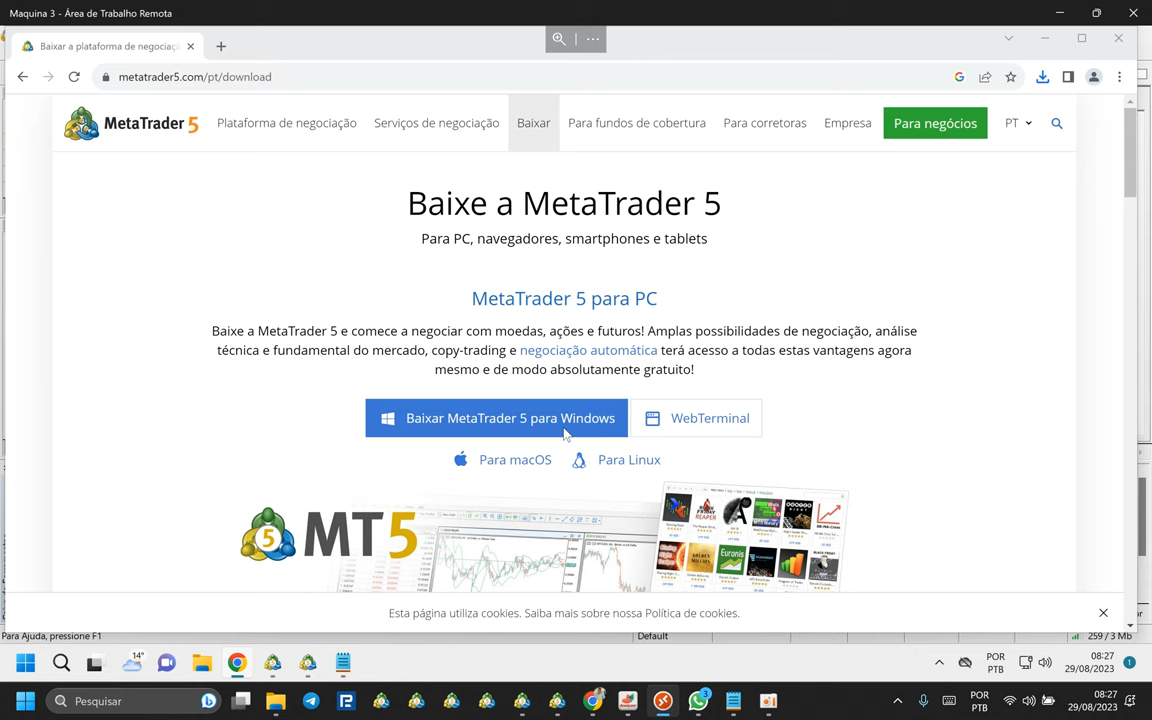 Maquina 3 - Área de Trabalho Remota
Baixar a plataforma de negociaç
metatrader5.com/pt/download
MetaTrader 5
Plataforma de negociação
Serviços de negociação
Baixar
Para fundos de cobertura
Para corretoras
Empresa
Para negócios
PT
Baixe a MetaTrader 5
Para PC, navegadores, smartphones e tablets
MetaTrader 5 para PC
Baixe a MetaTrader 5 e comece a negociar com moedas, ações e futuros! Amplas possibilidades de negociação, análise
técnica e fundamental do mercado, copy-trading e negociação automática terá acesso a todas estas vantagens agora
mesmo e de modo absolutamente gratuito!
Baixar MetaTrader 5 para Windows
WebTerminal
Para macOS
Para Linux
5 MT5
Esta página utiliza cookies. Saiba mais sobre nossa Política de cookies.
Para Ajuda, pressione F1
Default
259 / 3 Mb
14°
POR
PTB
08:27
29/08/2023
1
Pesquisar
3
POR
PTB
08:27
29/08/2023